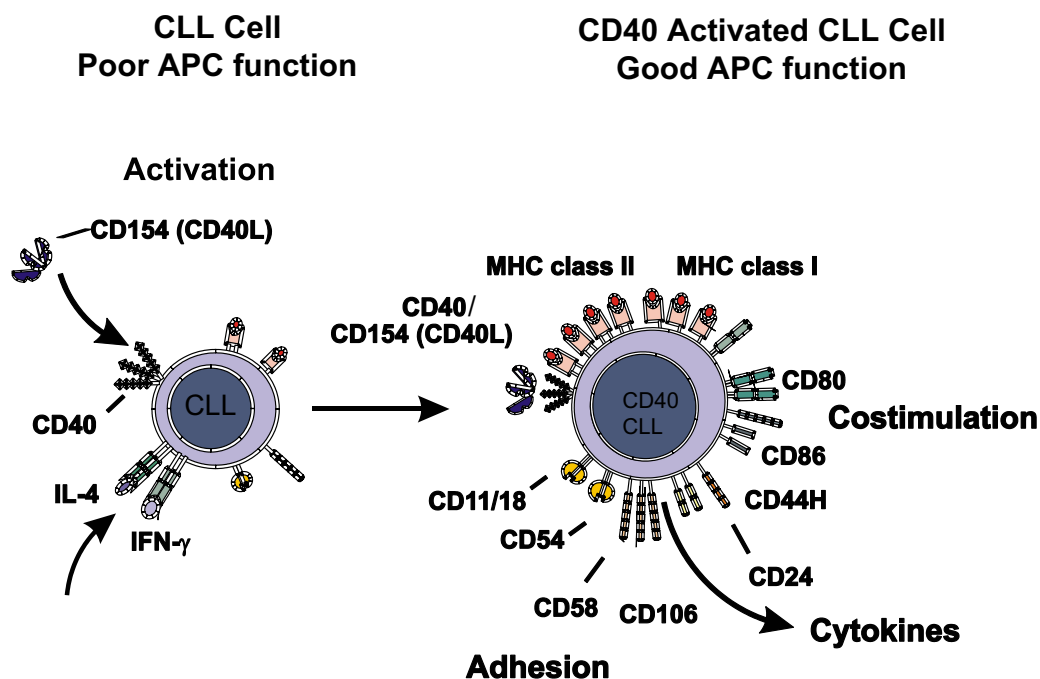 CLL Cell
Poor APC function
CD40 Activated CLL Cell
Good APC function
Activation
CD154 (CD40L)
CD40
CLL
IL-4
IFN-γ
CD40/
CD154 (CD40L)
MHC class II
MHC class I
CD40
CLL
CD80
Costimulation
CD86
CD44H
CD24
CD11/18
CD54
CD58
CD106
Cytokines
Adhesion